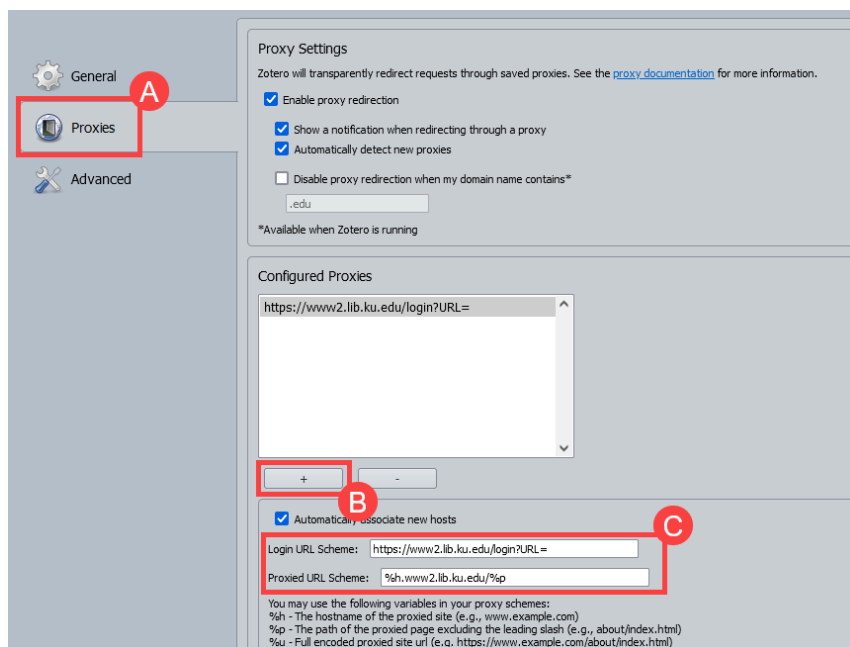 General
A
Proxies
Advanced
Proxy Settings
Zotero will transparently redirect requests through saved proxies. See the proxy documentation for more information.
Enable proxy redirection
Show a notification when redirecting through a proxy
Automatically detect new proxies
Disable proxy redirection when my domain name contains*
.edu
*Available when Zotero is running
Configured Proxies
https://www2.lib.ku.edu/login?URL=
+ -
B
Automatically associate new hosts
C
Login URL Scheme: https://www2.lib.ku.edu/login?URL=
Proxied URL Scheme: %h.www2.lib.ku.edu/%p
You may use the following variables in your proxy schemes:
%h - The hostname of the proxied site (e.g., www.example.com)
%p - The path of the proxied page excluding the leading slash (e.g., about/index.html)
%u - Full encoded proxied site url (e.g. https://www.example.com/about/index.html)